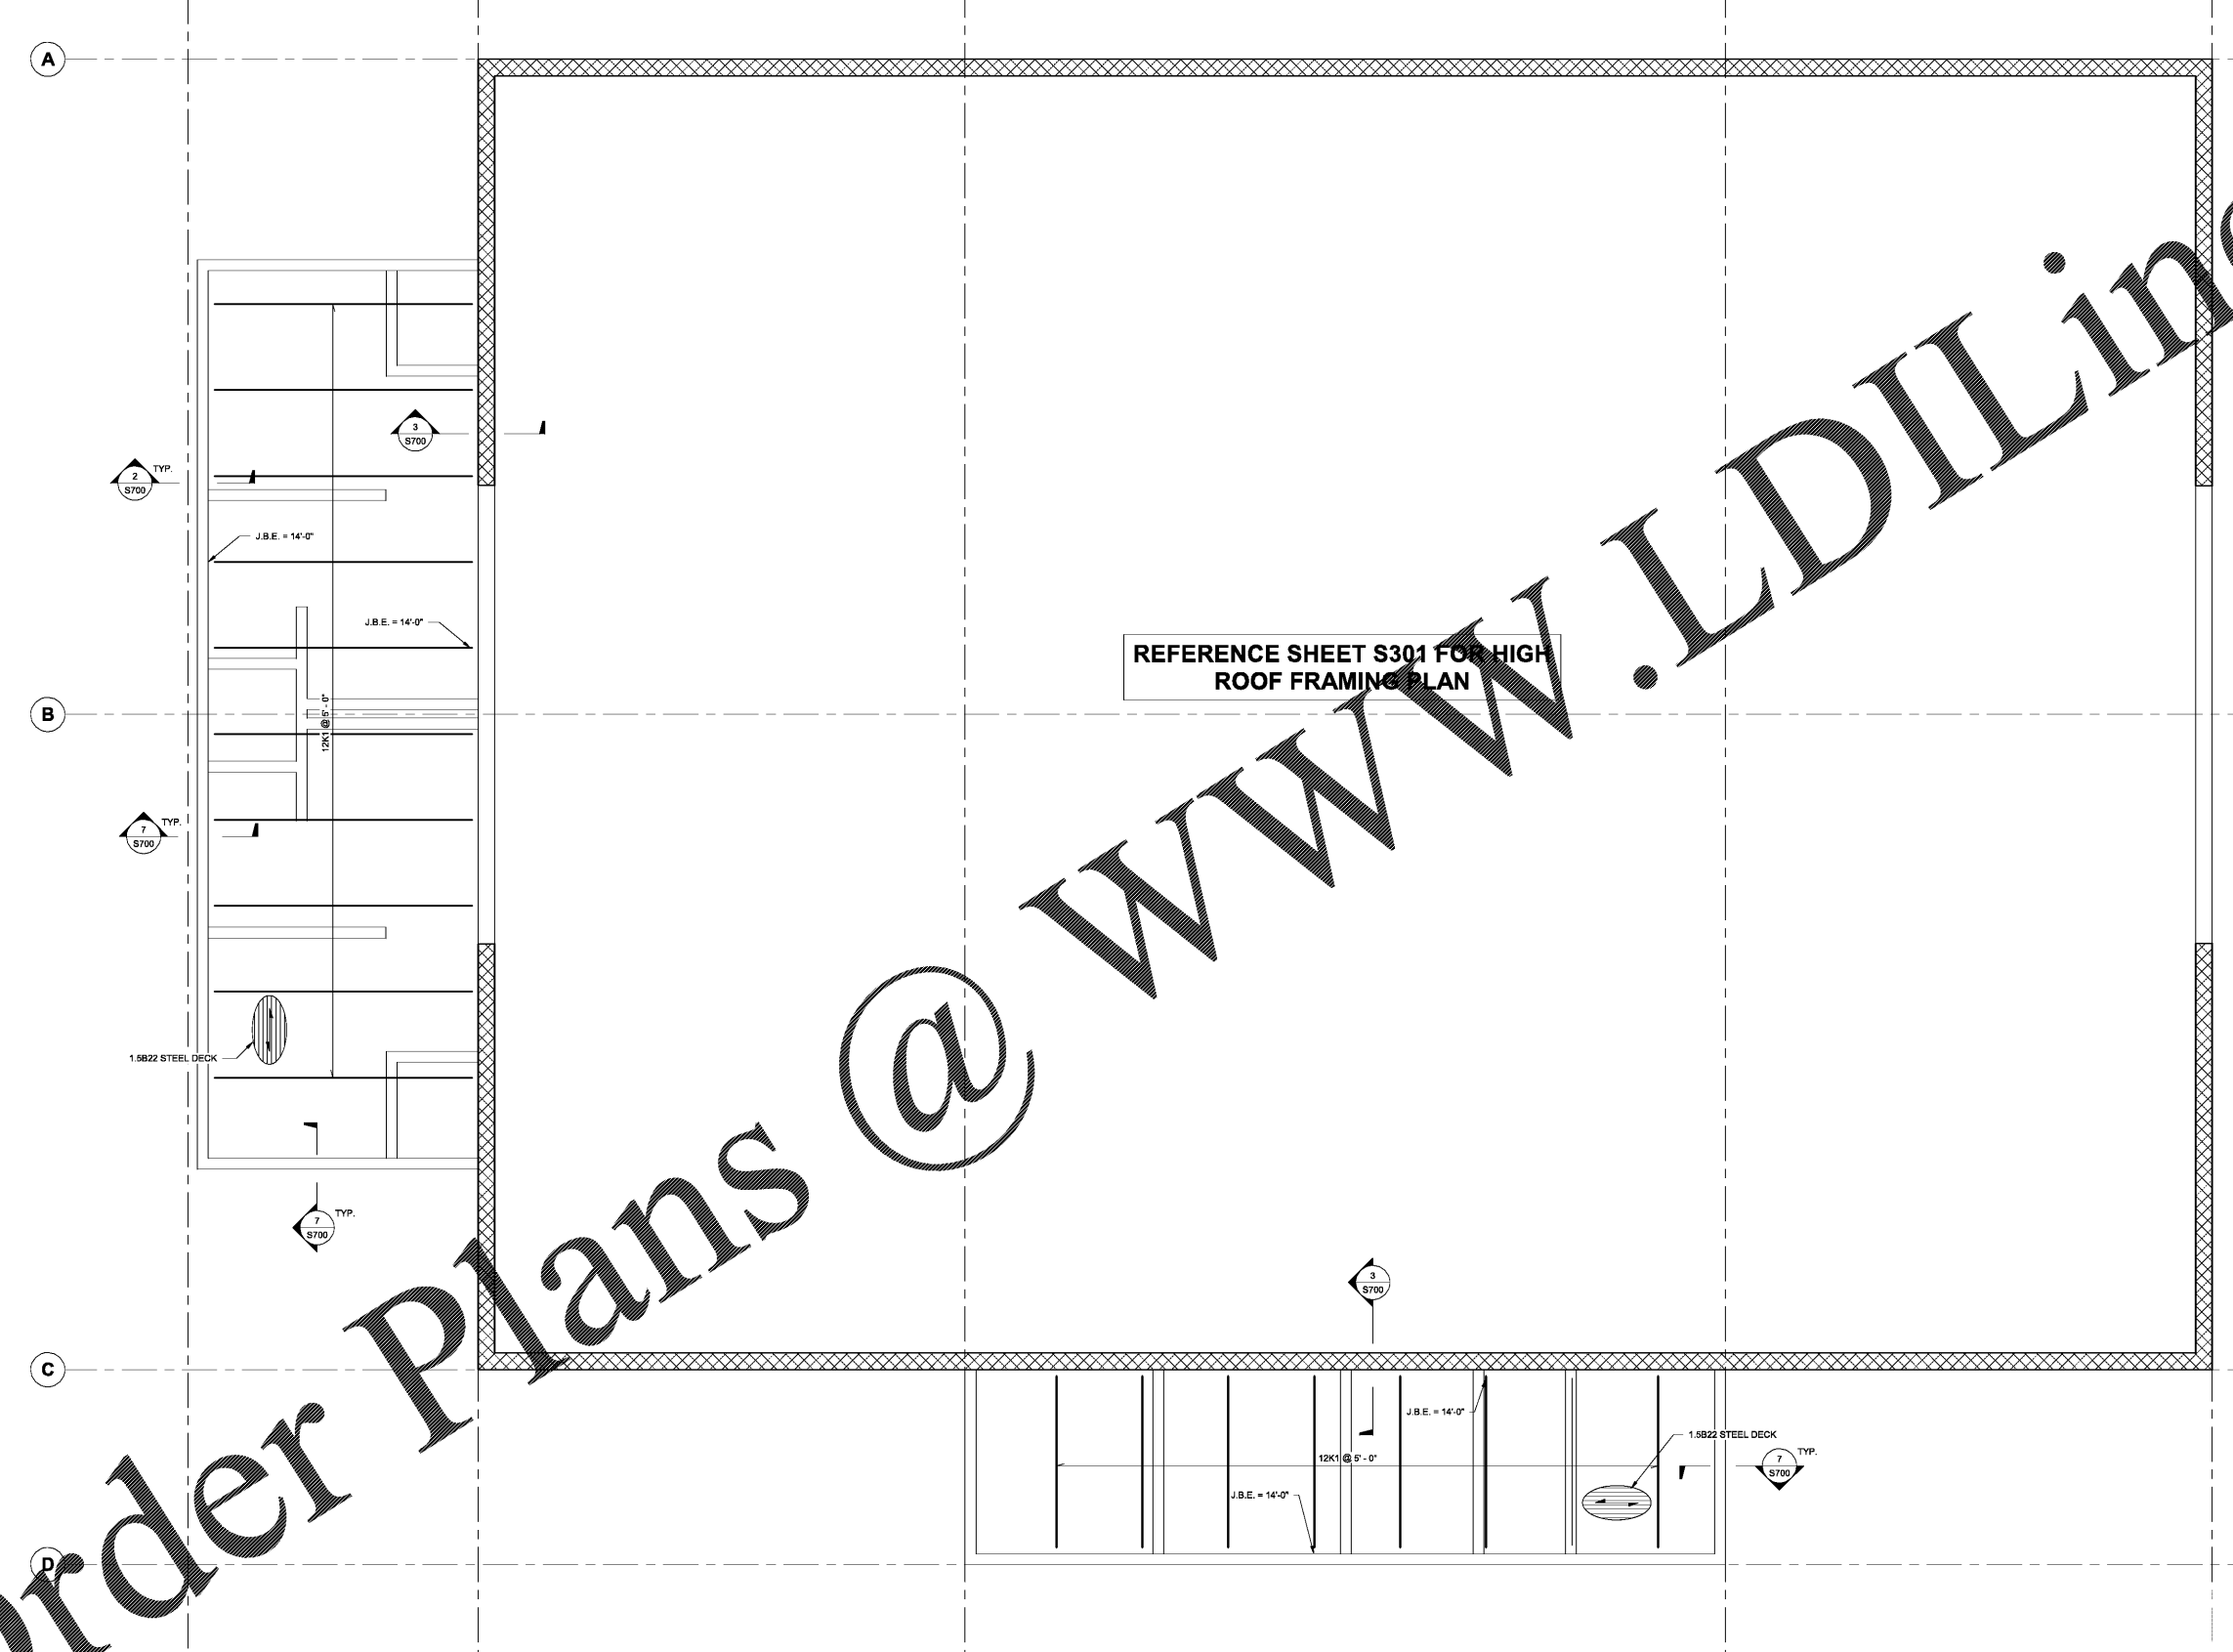 A
3
S700
2
S700
TYP.
J.B.E. = 14'-0"
J.B.E. = 14'-0"
REFERENCE SHEET S301 FOR HIGH
ROOF FRAMING PLAN
12K1 @ 5' - 0"
B
7
S700
TYP.
1.5B22 STEEL DECK
7
S700
TYP.
3
S700
C
J.B.E. = 14'-0"
1.5B22 STEEL DECK
12K1 @ 5' - 0"
7
S700
TYP.
J.B.E. = 14'-0"
D
Order Plans @ WWW.LDILine